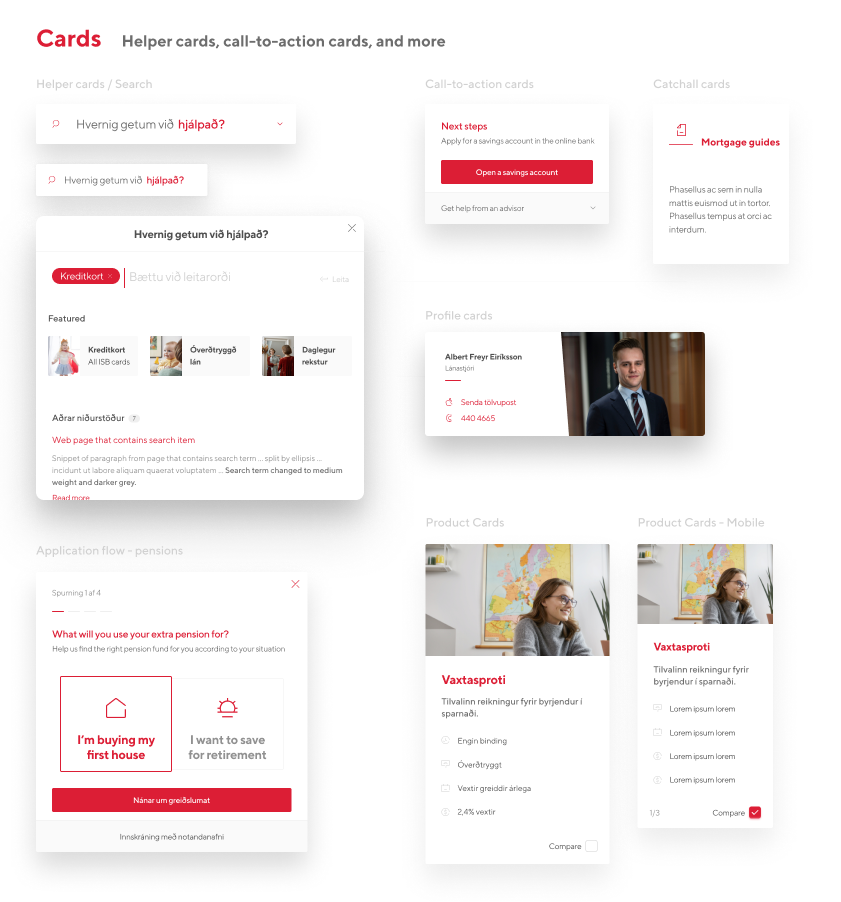 Cards Helper cards, call-to-action cards, and more
Helper cards / Search
Hvernig getum við hjálpað?
Hvernig getum við hjálpað?
Hvernig getum við hjálpað?
Kreditkort × Bættu við leitarorði
Leita
Featured
Kreditkort
All ISB cards
Óverðtryggð
lán
Daglegur
rekstur
Aðrar niðurstöður 7
Web page that contains search item
Snippet of paragraph from page that contains search term ... split by ellipsis ...
incidunt ut labore aliquam quaerat voluptatem ... Search term changed to medium
weight and darker grey.
Read more
Application flow - pensions
Spurning 1 af 4
What will you use your extra pension for?
Help us find the right pension fund for you according to your situation
I'm buying my
first house
I want to save
for retirement
Nánar um greiðslumat
Innskráning með notandanafni
Call-to-action cards
Next steps
Apply for a savings account in the online bank
Open a savings account
Get help from an advisor
Catchall cards
Mortgage guides
Phasellus ac sem in nulla
mattis euismod ut in tortor.
Phasellus tempus at orci ac
interdum.
Profile cards
Albert Freyr Eiríksson
Lánastjóri
Senda tölvupost
440 4665
Product Cards
Vaxtasproti
Tilvalinn reikningur fyrir byrjendur í
sparnaði.
Engin binding
Óverðtryggt
Vextir greiddir árlega
2,4% vextir
Compare
Product Cards - Mobile
Vaxtasproti
Tilvalinn reikningur fyrir
byrjendur í sparnaði.
Lorem ipsum lorem
Lorem ipsum lorem
Lorem ipsum lorem
Lorem ipsum lorem
1/3 Compare